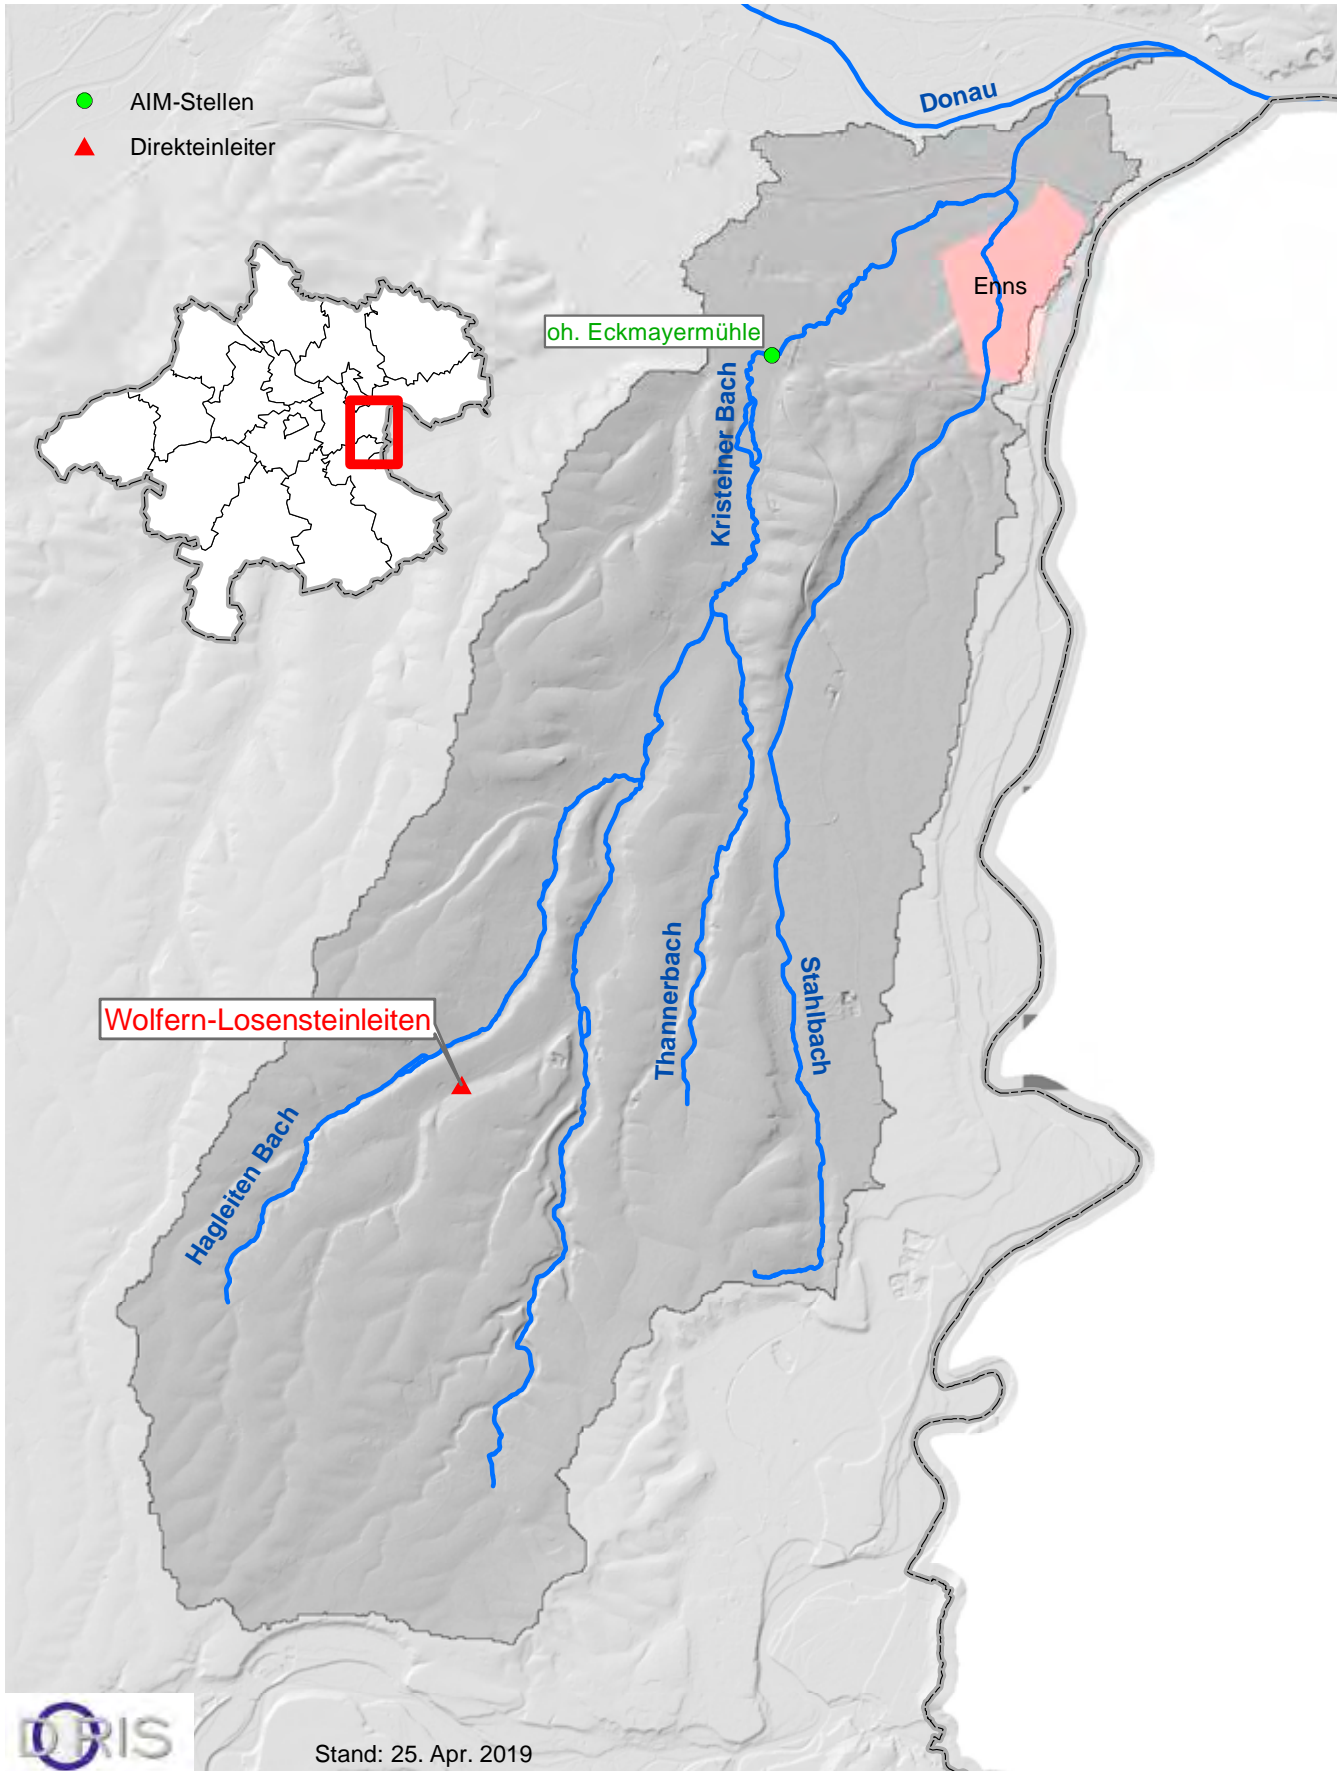 Donau
AIM-Stellen
Direkteinleiter
Enns
oh. Eckmayermühle
Kristeiner Bach
Thannerbach
Stahlbach
Wolfern-Losensteinleiten
Hagleiten Bach
DORIS
Stand: 25. Apr. 2019